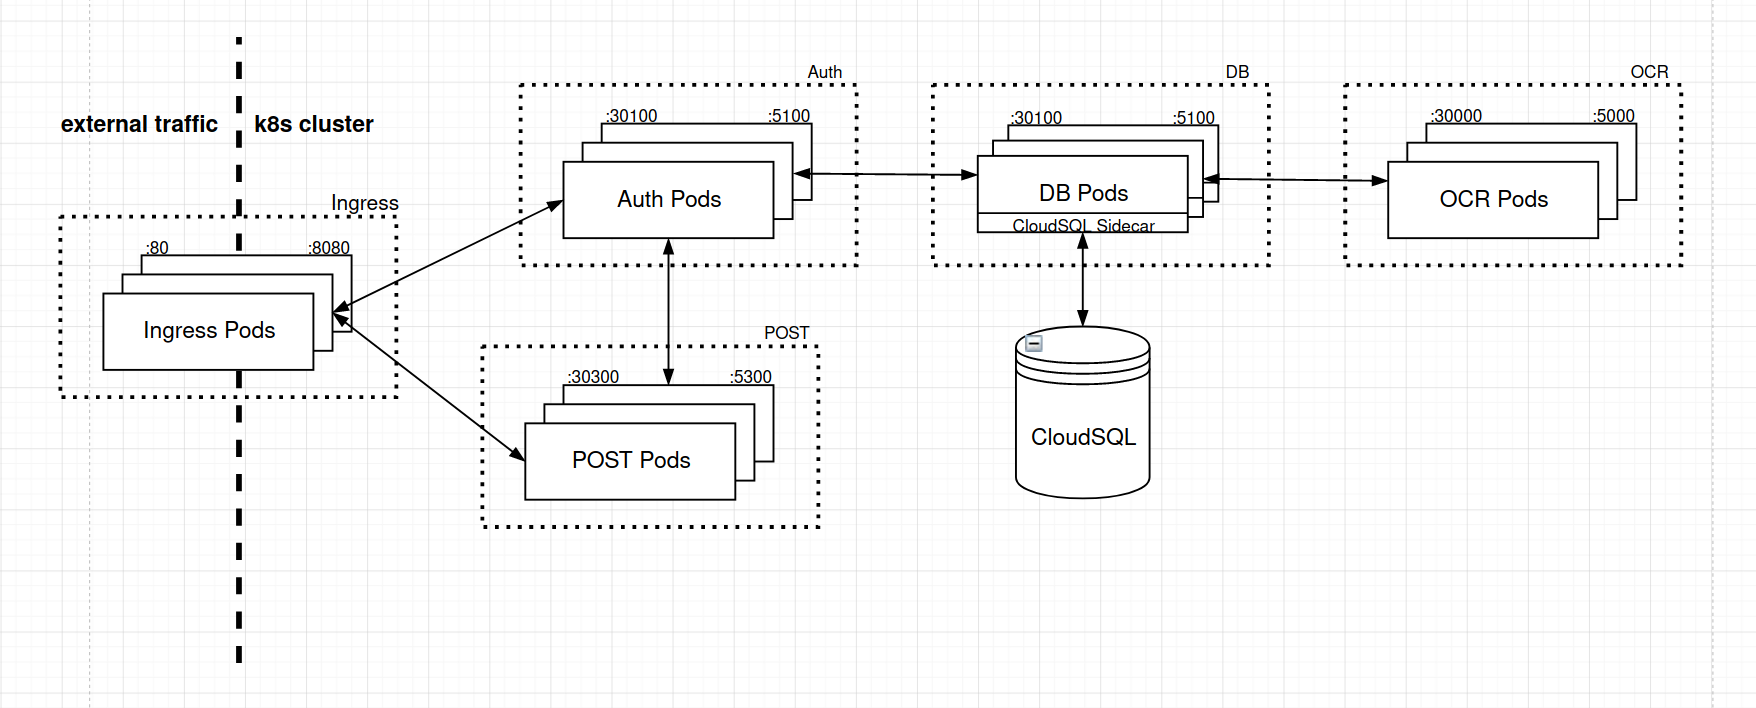 external traffic
k8s cluster
Ingress
:80
:8080
Ingress Pods
Auth
:30100
:5100
Auth Pods
POST
:30300
:5300
POST Pods
DB
:30100
:5100
DB Pods
CloudSQL Sidecar
CloudSQL
OCR
:30000
:5000
OCR Pods